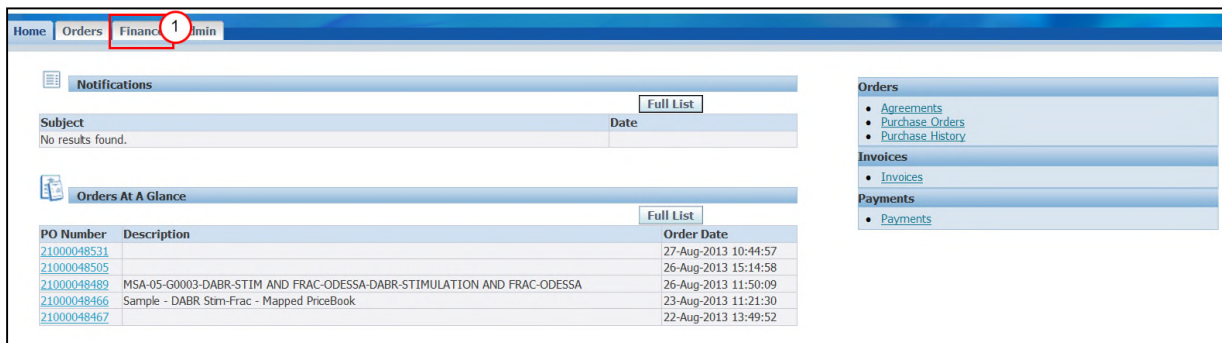 Home Orders Finance 1 Admin
Notifications
Full List
Subject Date
No results found.
Orders At A Glance
Full List
PO Number Description Order Date
21000048531 27-Aug-2013 10:44:57
21000048505 26-Aug-2013 15:14:58
21000048489 MSA-05-G0003-DABR-STIM AND FRAC-ODESSA-DABR-STIMULATION AND FRAC-ODESSA 26-Aug-2013 11:50:09
21000048466 Sample - DABR Stim-Frac - Mapped PriceBook 23-Aug-2013 11:21:30
21000048467 22-Aug-2013 13:49:52
Orders
• Agreements
• Purchase Orders
• Purchase History
Invoices
• Invoices
Payments
• Payments